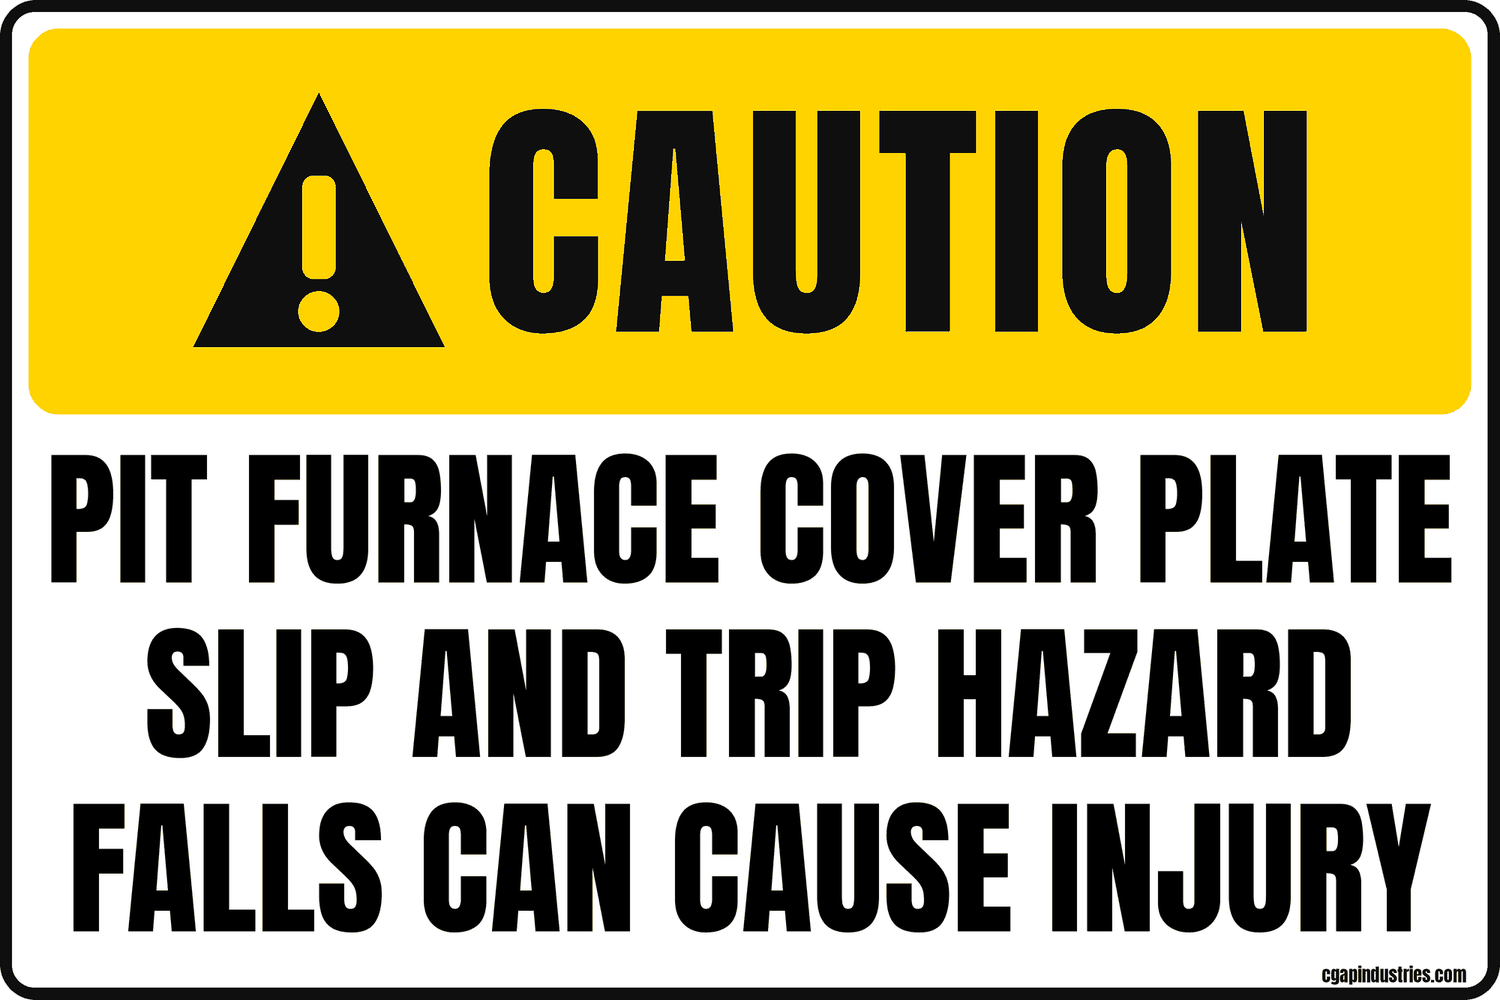 CAUTION
PIT FURNACE COVER PLATE
SLIP AND TRIP HAZARD
FALLS CAN CAUSE INJURY
cgapindustries.com